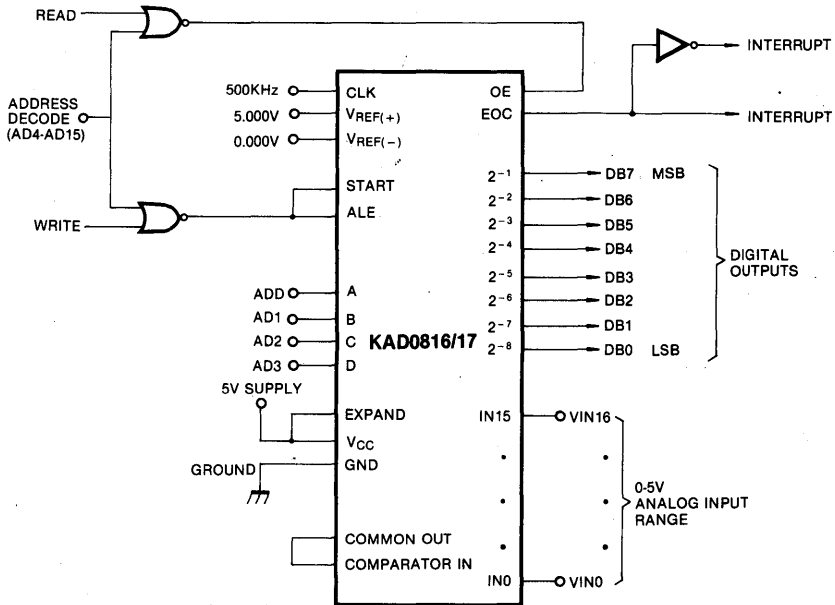 READ
ADDRESS
DECODE
(AD4-AD15)
WRITE
500KHz
5.000V
0.000V
CLK
VREF(+)
VREF(−)
START
ALE
ADD
AD1
AD2
AD3
A
B
C
D
KAD0816/17
5V SUPPLY
EXPAND
VCC
GND
GROUND
COMMON OUT
COMPARATOR IN
OE
EOC
INTERRUPT
INTERRUPT
2⁻¹ DB7 MSB
2⁻² DB6
2⁻³ DB5
2⁻⁴ DB4
2⁻⁵ DB3
2⁻⁶ DB2
2⁻⁷ DB1
2⁻⁸ DB0 LSB
DIGITAL
OUTPUTS
IN15 VIN16
0-5V
ANALOG INPUT
RANGE
IN0 VIN0